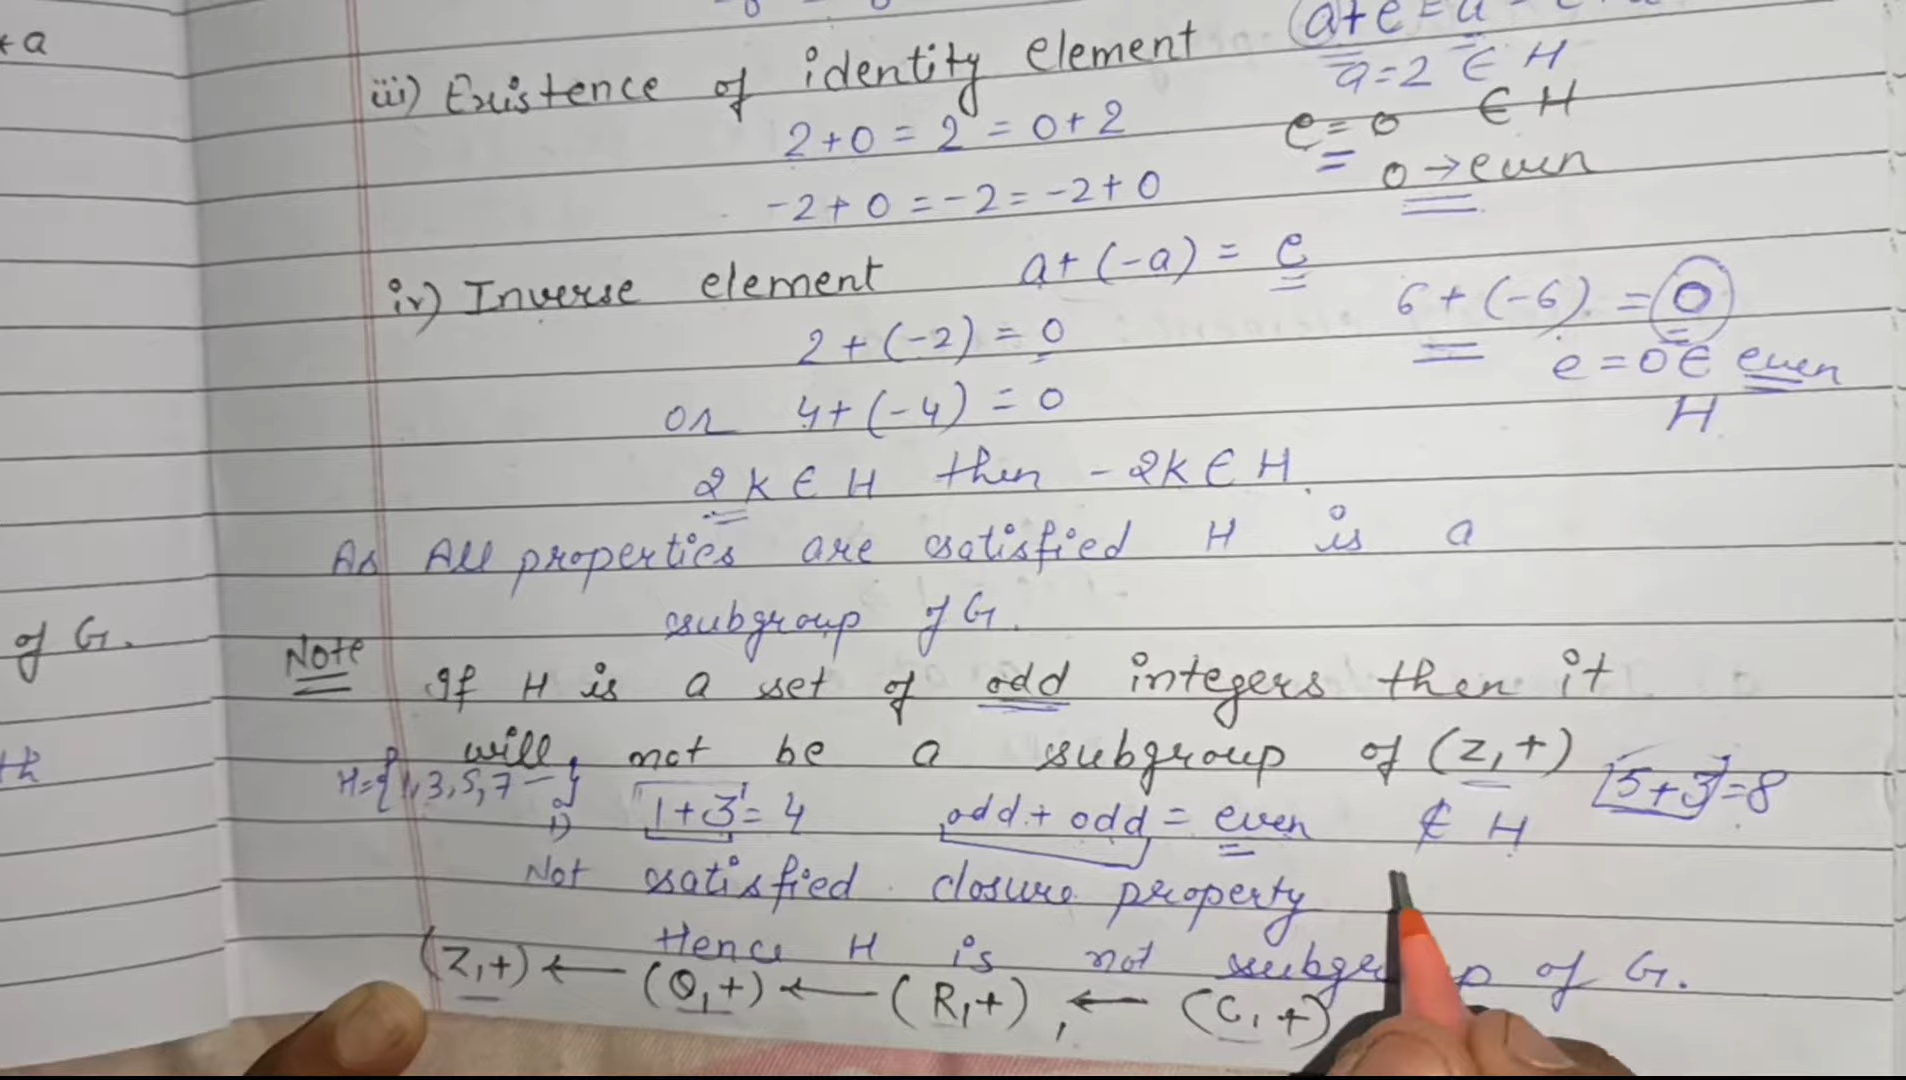 * a
of G.
th
a + e = a
iii) Existence of identity element
a = 2 ∈ H
2 + 0 = 2 = 0 + 2
e = 0 ∈ H
0 → even
-2 + 0 = -2 = -2 + 0
iv) Inverse element a + (-a) = e
6 + (-6) = 0
2 + (-2) = 0
e = 0 ∈ even
H
or 4 + (-4) = 0
2k ∈ H then -2k ∈ H.
As All properties are satisfied H is a
subgroup of G.
Note
If H is a set of odd integers then it
will not be a subgroup of (Z, +)
H = {1, 3, 5, 7 - }
5 + 3 = 8
i) 1 + 3 = 4 odd + odd = even ∉ H
Not satisfied closure property
Hence H is not subgroup of G.
(Z, +) ← (Q, +) ← (R, +), ← (C, +)